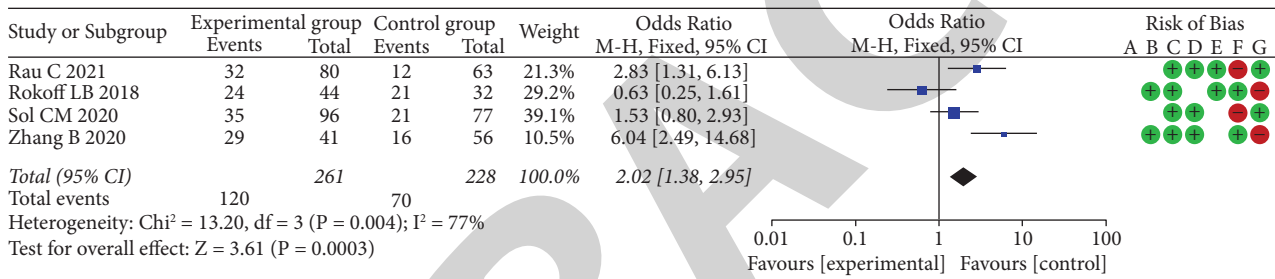 Study or Subgroup Experimental group Control group Weight Odds Ratio Odds Ratio Risk of Bias
Events Total Events Total M-H, Fixed, 95% CI M-H, Fixed, 95% CI A B C D E F G
Rau C 2021 32 80 12 63 21.3% 2.83 [1.31, 6.13] + + + − +
Rokoff LB 2018 24 44 21 32 29.2% 0.63 [0.25, 1.61] + + + + −
Sol CM 2020 35 96 21 77 39.1% 1.53 [0.80, 2.93] + + − +
Zhang B 2020 29 41 16 56 10.5% 6.04 [2.49, 14.68] + + + + −
Total (95% CI) 261 228 100.0% 2.02 [1.38, 2.95]
Total events 120 70
Heterogeneity: Chi² = 13.20, df = 3 (P = 0.004); I² = 77%
Test for overall effect: Z = 3.61 (P = 0.0003)
0.01 0.1 1 10 100
Favours [experimental] Favours [control]